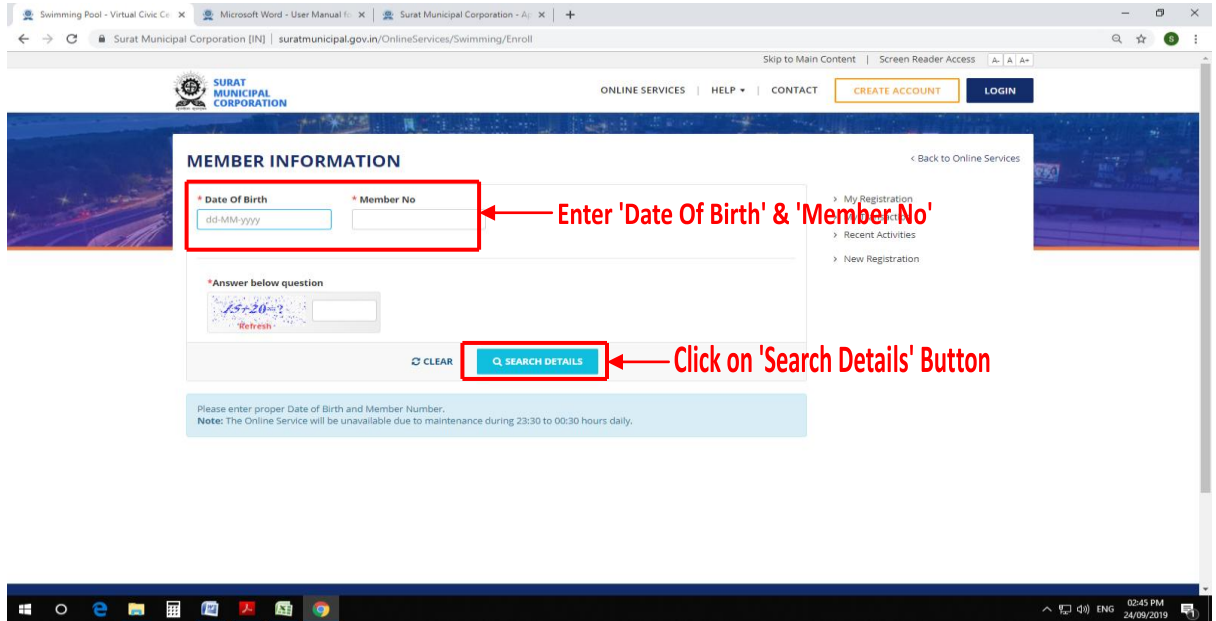 Swimming Pool - Virtual Civic Ce
Microsoft Word - User Manual fo
Surat Municipal Corporation - Ap
Surat Municipal Corporation [IN] | suratmunicipal.gov.in/OnlineServices/Swimming/Enroll
S
Skip to Main Content | Screen Reader Access A- A A+
SURAT
MUNICIPAL
CORPORATION
ONLINE SERVICES | HELP | CONTACT CREATE ACCOUNT LOGIN
MEMBER INFORMATION
< Back to Online Services
* Date Of Birth * Member No
dd-MM-yyyy
Enter 'Date Of Birth' & 'Member No'
> My Registration
> Recent Activities
> New Registration
*Answer below question
15+20=?
Refresh
CLEAR SEARCH DETAILS
Click on 'Search Details' Button
Please enter proper Date of Birth and Member Number.
Note: The Online Service will be unavailable due to maintenance during 23:30 to 00:30 hours daily.
ENG
02:45 PM
24/09/2019
1